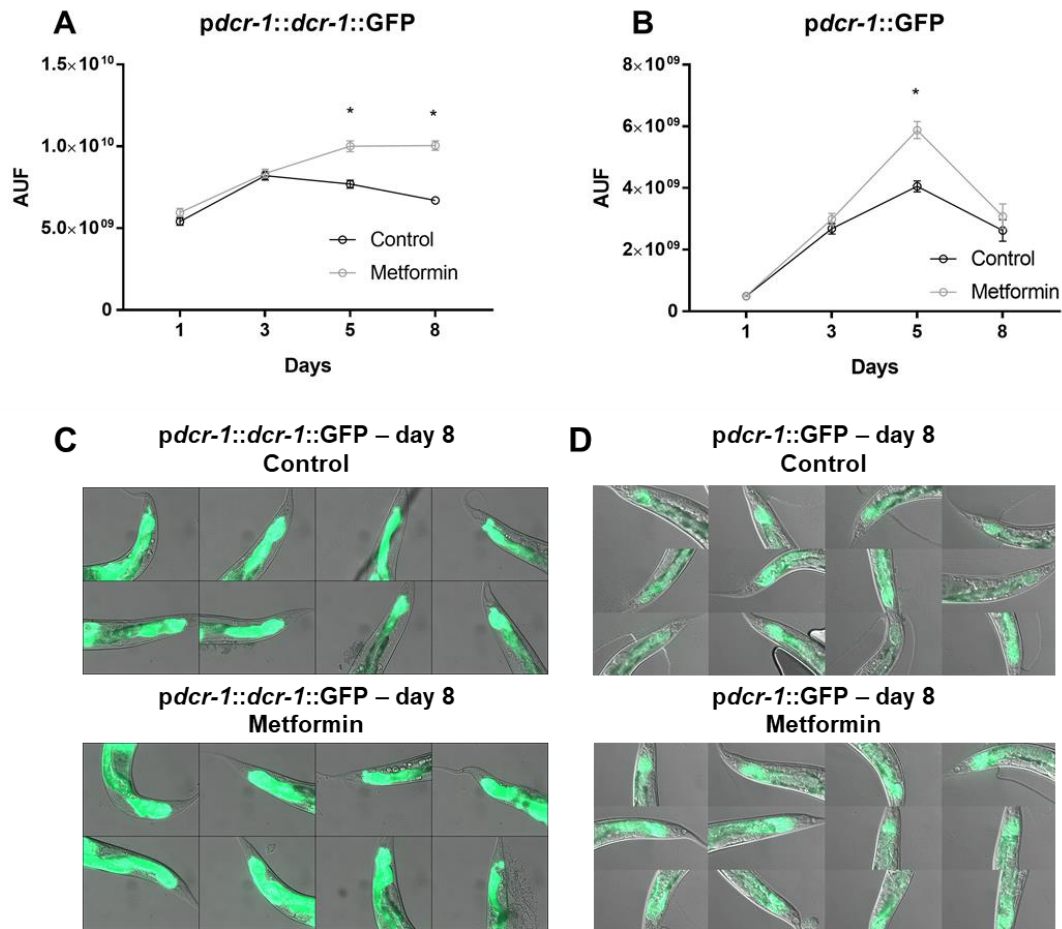 A
pdcr-1::dcr-1::GFP
1.5×10¹⁰
1.0×10¹⁰
5.0×10⁰⁹
0
AUF
* *
Control
Metformin
1 3 5 8
Days
B
pdcr-1::GFP
8×10⁰⁹
6×10⁰⁹
4×10⁰⁹
2×10⁰⁹
0
AUF
*
Control
Metformin
1 3 5 8
Days
C
pdcr-1::dcr-1::GFP – day 8
Control
pdcr-1::dcr-1::GFP – day 8
Metformin
D
pdcr-1::GFP – day 8
Control
pdcr-1::GFP – day 8
Metformin